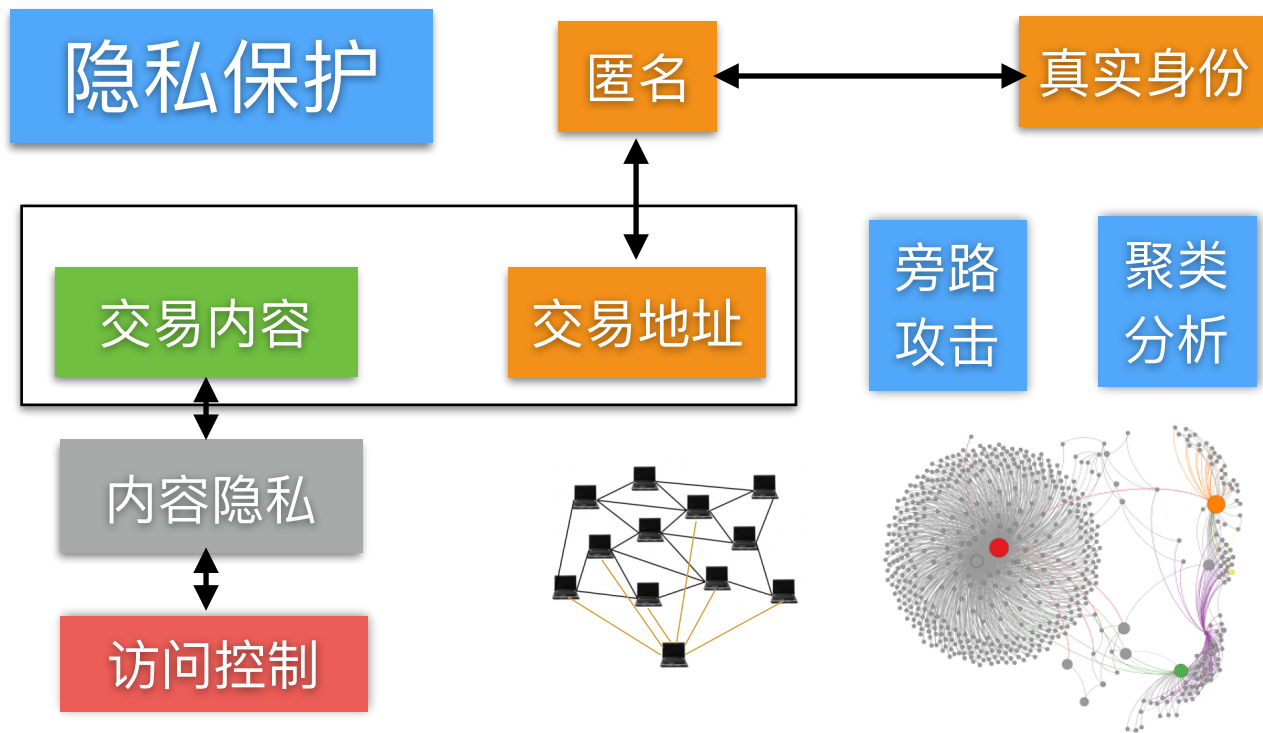 隐私保护
匿名
真实身份
交易内容
交易地址
旁路
攻击
聚类
分析
内容隐私
访问控制